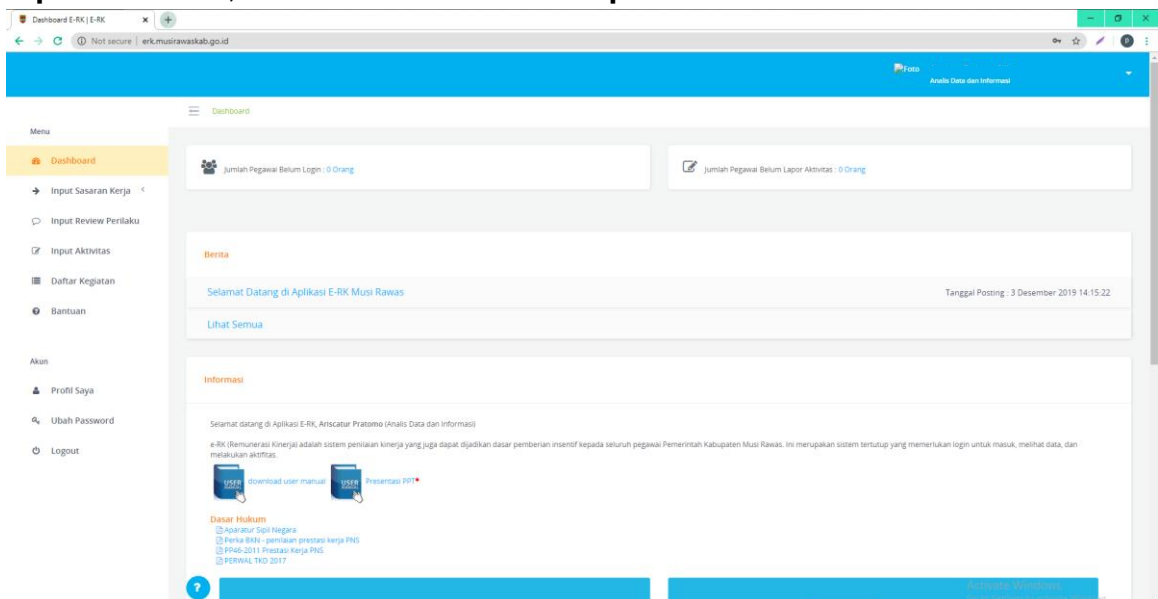 Dashboard E-RK | E-RK
Not secure | erk.musirawaskab.go.id
Foto
Analis Data dan Informasi
Dashboard
Menu
Dashboard
Input Sasaran Kerja
Input Review Perilaku
Input Aktivitas
Daftar Kegiatan
Bantuan
Akun
Profil Saya
Ubah Password
Logout
Jumlah Pegawai Belum Login : 0 Orang
Jumlah Pegawai Belum Lapor Aktivitas : 0 Orang
Berita
Selamat Datang di Aplikasi E-RK Musi Rawas
Tanggal Posting : 3 Desember 2019 14:15:22
Lihat Semua
Informasi
Selamat datang di Aplikasi E-RK, Ariscatur Pratomo (Analis Data dan Informasi)
e-RK (Remunerasi Kinerja) adalah sistem penilaian kinerja yang juga dapat dijadikan dasar pemberian insentif kepada seluruh pegawai Pemerintah Kabupaten Musi Rawas. Ini merupakan sistem tertutup yang memerlukan login untuk masuk, melihat data, dan
melakukan aktifitas.
USER MANUAL download user manual USER MANUAL Presentasi PPT
Dasar Hukum
Aparatur Sipil Negara
Perka BKN - penilaian prestasi kerja PNS
PP46-2011 Prestasi Kerja PNS
PERWAL TKD 2017
Activate Windows